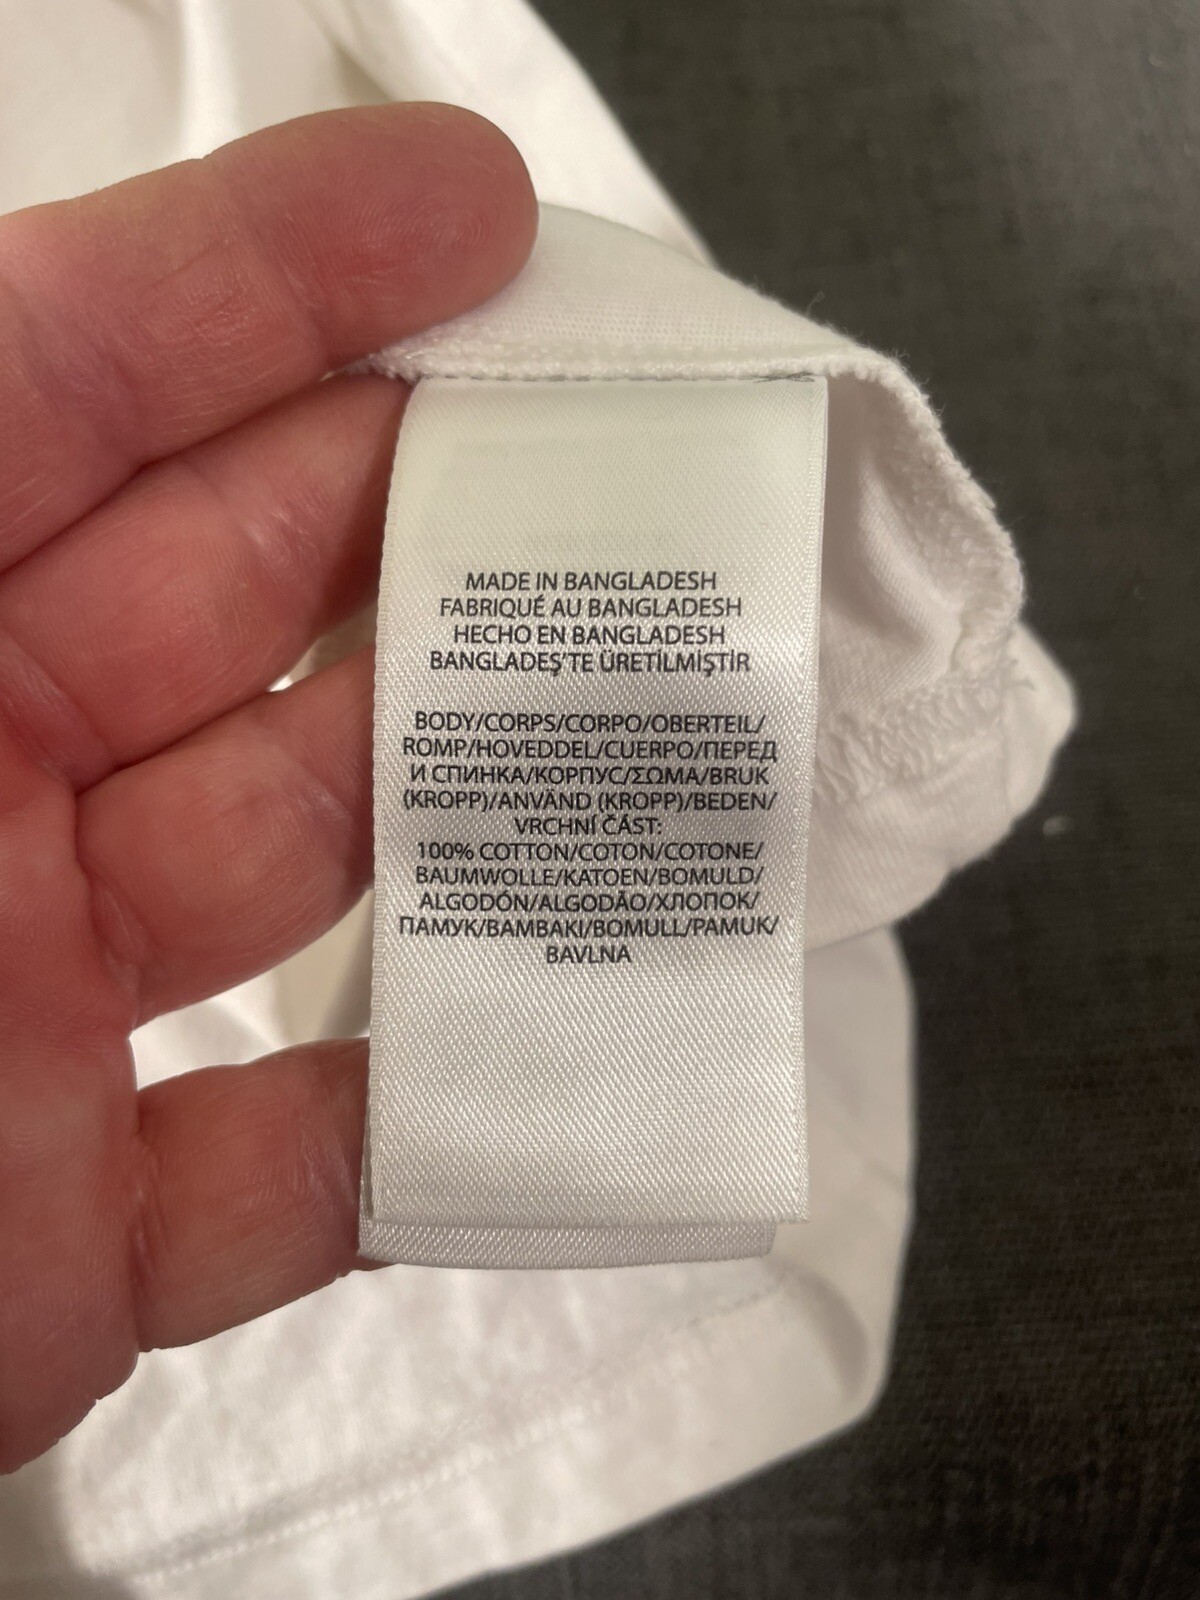 MADE IN BANGLADESH
FABRIQUÉ AU BANGLADESH
HECHO EN BANGLADESH
BANGLADEŞ'TE ÜRETİLMİŞTİR
BODY/CORPS/CORPO/OBERTEIL/
ROMP/HOVEDDEL/CUERPO/ПЕРЕД
И СПИНКА/КОРПУС/ΣΩΜΑ/BRUK
(KROPP)/ANVÄND (KROPP)/BEDEN/
VRCHNÍ ČÁST:
100% COTTON/COTON/COTONE/
BAUMWOLLE/KATOEN/BOMULD/
ALGODÓN/ALGODÃO/ХЛОПОК/
ПАМУК/ΒΑΜΒΑΚΙ/BOMULL/PAMUK/
BAVLNA